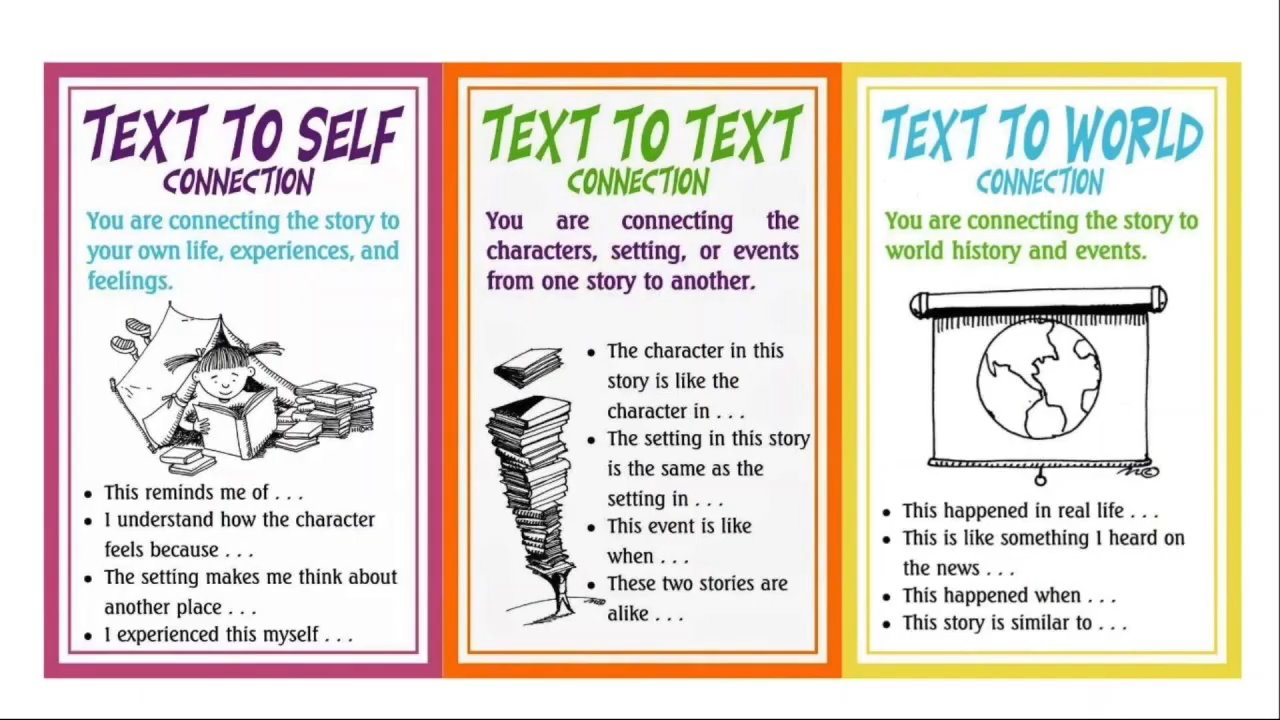 TEXT TO SELF
CONNECTION
You are connecting the story to
your own life, experiences, and
feelings.
• This reminds me of . . .
• I understand how the character
feels because . . .
• The setting makes me think about
another place . . .
• I experienced this myself . . .
TEXT TO TEXT
CONNECTION
You are connecting the
characters, setting, or events
from one story to another.
• The character in this
story is like the
character in . . .
• The setting in this story
is the same as the
setting in . . .
• This event is like
when . . .
• These two stories are
alike . . .
TEXT TO WORLD
CONNECTION
You are connecting the story to
world history and events.
• This happened in real life . . .
• This is like something I heard on
the news . . .
• This happened when . . .
• This story is similar to . . .